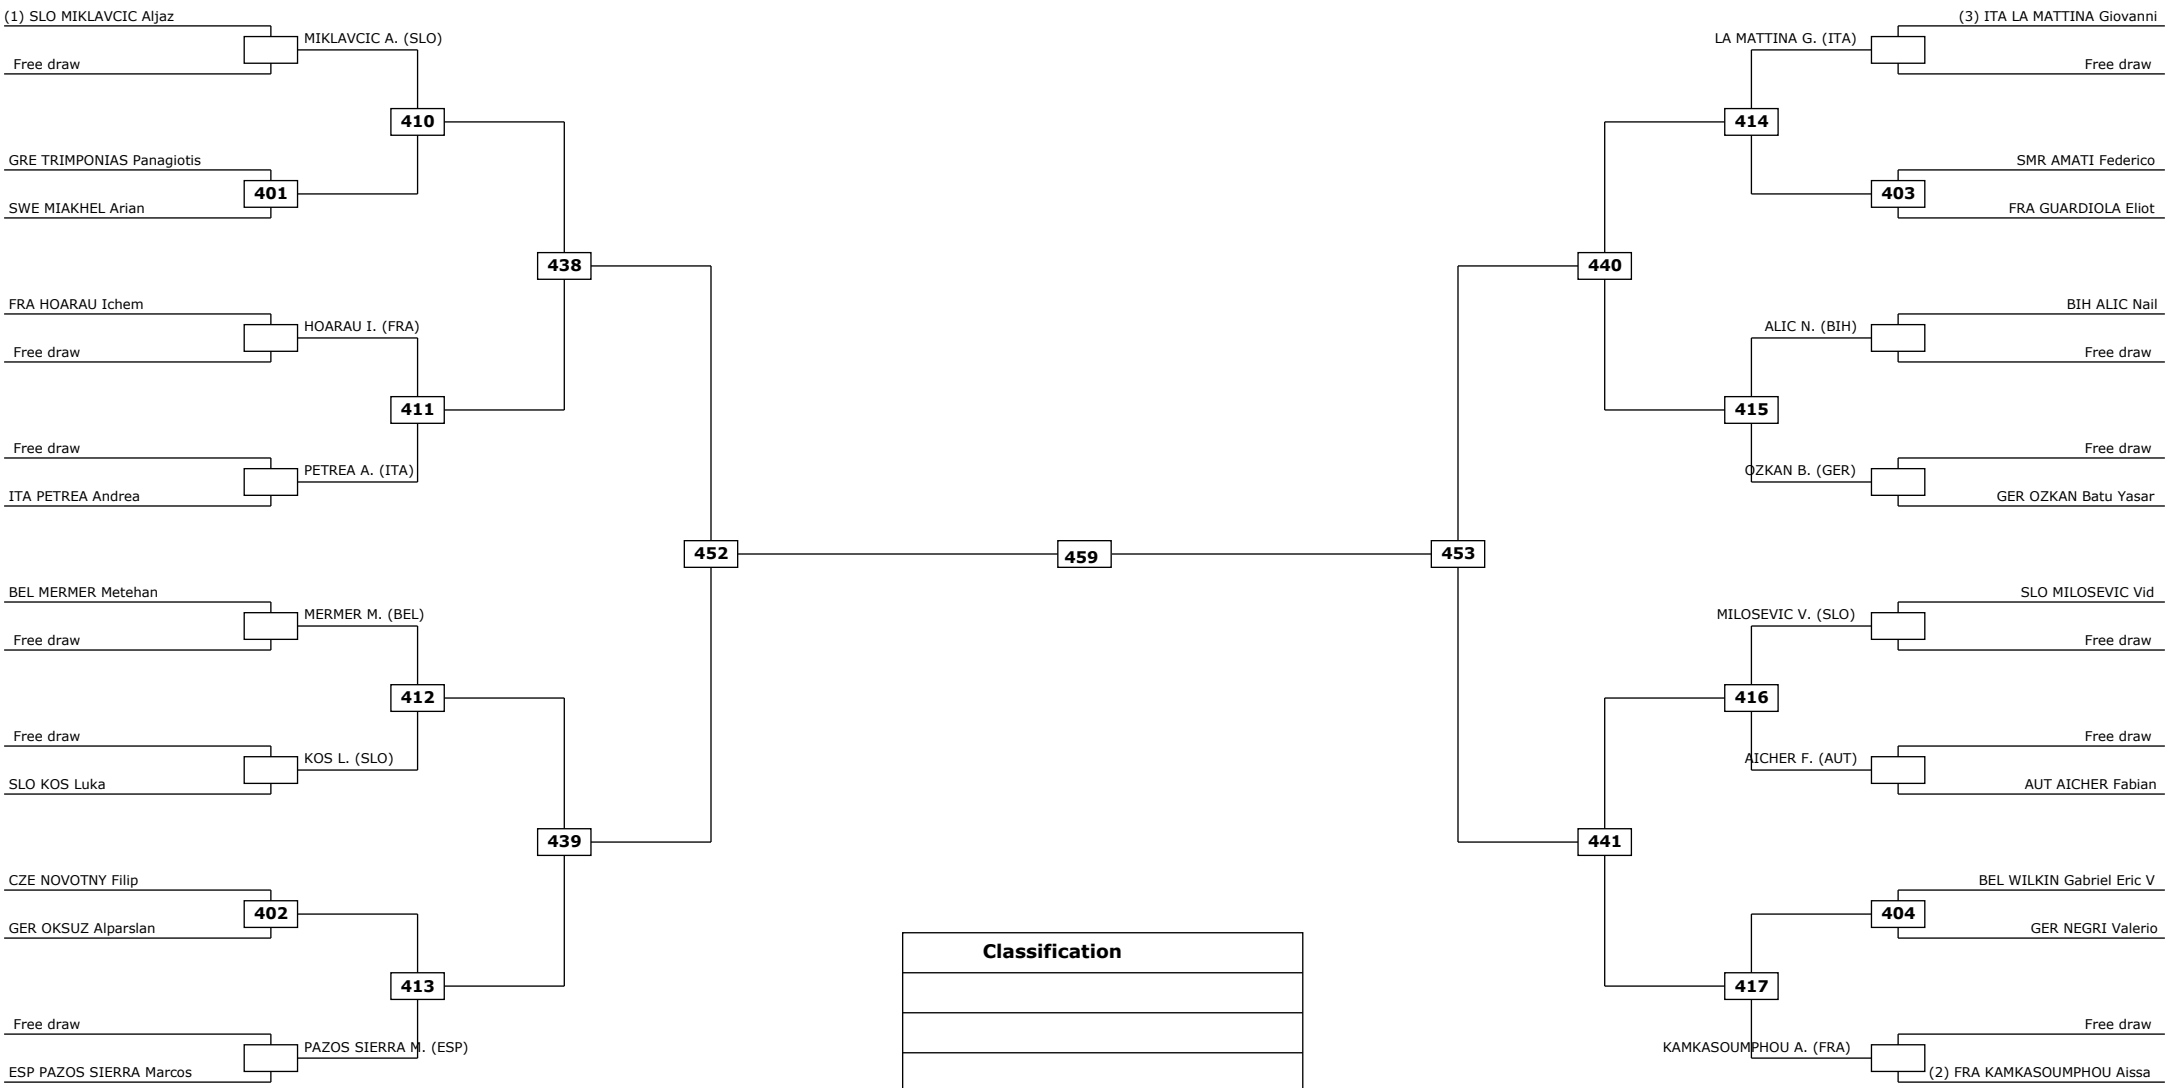 (1) SLO MIKLAVCIC Aljaz
MIKLAVCIC A. (SLO)
Free draw
410
GRE TRIMPONIAS Panagiotis
401
SWE MIAKHEL Arian
438
FRA HOARAU Ichem
HOARAU I. (FRA)
Free draw
411
Free draw
PETREA A. (ITA)
ITA PETREA Andrea
452
BEL MERMER Metehan
MERMER M. (BEL)
Free draw
412
Free draw
KOS L. (SLO)
SLO KOS Luka
439
CZE NOVOTNY Filip
402
GER OKSUZ Alparslan
413
Free draw
PAZOS SIERRA M. (ESP)
ESP PAZOS SIERRA Marcos
459
Classification
(3) ITA LA MATTINA Giovanni
LA MATTINA G. (ITA)
Free draw
414
SMR AMATI Federico
403
FRA GUARDIOLA Eliot
440
BIH ALIC Nail
ALIC N. (BIH)
Free draw
415
Free draw
OZKAN B. (GER)
GER OZKAN Batu Yasar
453
SLO MILOSEVIC Vid
MILOSEVIC V. (SLO)
Free draw
416
Free draw
AICHER F. (AUT)
AUT AICHER Fabian
441
BEL WILKIN Gabriel Eric V
404
GER NEGRI Valerio
417
Free draw
KAMKASOUMPHOU A. (FRA)
(2) FRA KAMKASOUMPHOU Aissa